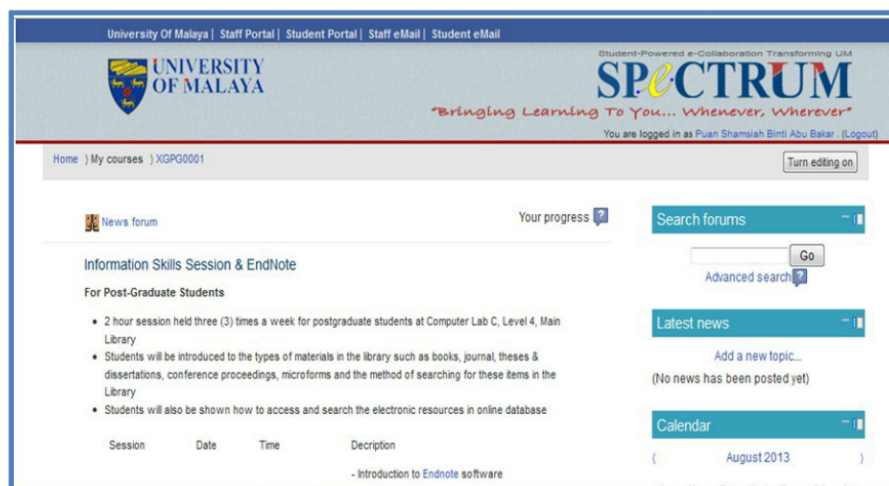 University Of Malaya | Staff Portal | Student Portal | Staff eMail | Student eMail
UNIVERSITY
OF MALAYA
Student-Powered e-Collaboration Transforming UM
SPeCTRUM
"Bringing Learning To You... Whenever, Wherever"
You are logged in as Puan Shamsiah Binti Abu Bakar. (Logout)
Home ) My courses ) XGPG0001
Turn editing on
News forum
Your progress ?
Information Skills Session & EndNote
For Post-Graduate Students
• 2 hour session held three (3) times a week for postgraduate students at Computer Lab C, Level 4, Main
Library
• Students will be introduced to the types of materials in the library such as books, journal, theses &
dissertations, conference proceedings, microforms and the method of searching for these items in the
Library
• Students will also be shown how to access and search the electronic resources in online database
Session Date Time Decription
- Introduction to Endnote software
Search forums
Go
Advanced search ?
Latest news
Add a new topic...
(No news has been posted yet)
Calendar
( August 2013 )